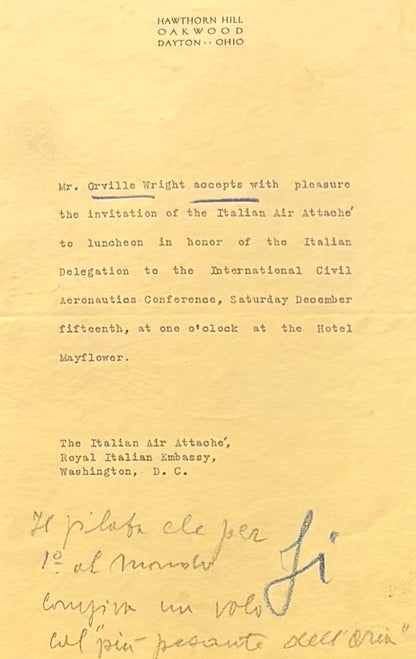 HAWTHORN HILL
OAKWOOD
DAYTON·· OHIO
Mr. Orville Wright accepts with pleasure
the invitation of the Italian Air Attache'
to luncheon in honor of the Italian
Delegation to the International Civil
Aeronautics Conference, Saturday December
fifteenth, at one o'clock at the Hotel
Mayflower.
The Italian Air Attache',
Royal Italian Embassy,
Washington, D. C.
Il pilota che per
1º al mondo
un volo
col "più pesante dell'aria"